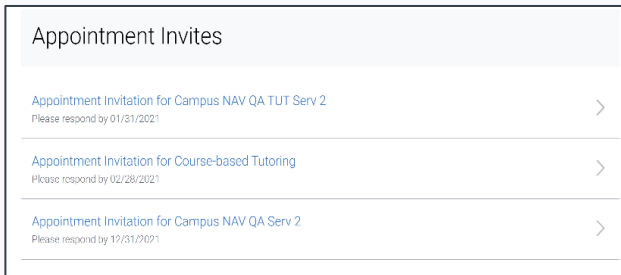 Appointment Invites
Appointment Invitation for Campus NAV QA TUT Serv 2
Please respond by 01/31/2021
Appointment Invitation for Course-based Tutoring
Please respond by 02/28/2021
Appointment Invitation for Campus NAV QA Serv 2
Please respond by 12/31/2021